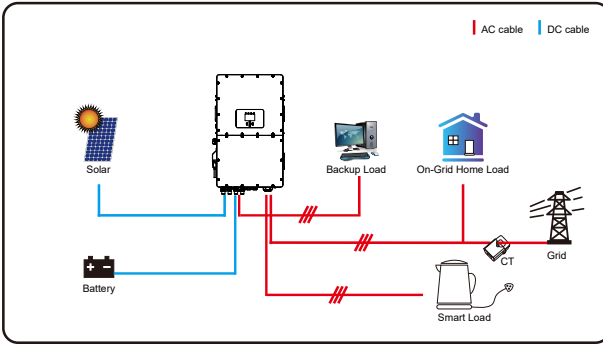 AC cable
DC cable
Solar
Backup Load
On-Grid Home Load
CT
Grid
Battery
Smart Load